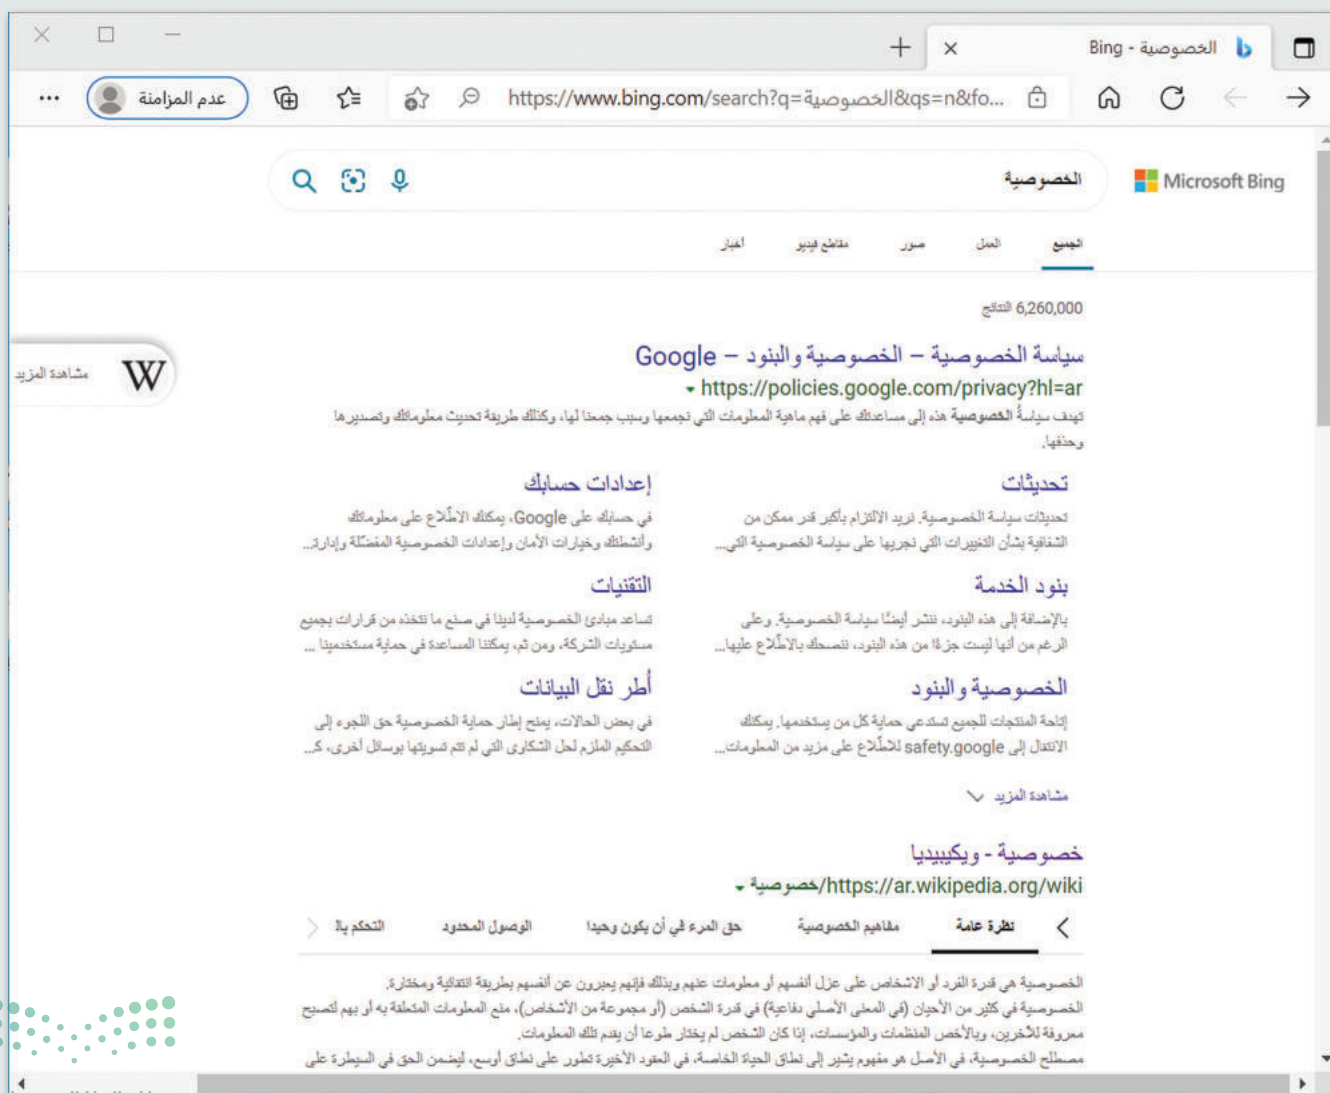 الخصوصية - Bing
https://www.bing.com/search?q=الخصوصية&qs=n&fo...
عدم المزامنة
Microsoft Bing
الخصوصية
الجميع
العمل
صور
مقاطع فيديو
أخبار
6,260,000 النتائج
مشاهدة المزيد
W
سياسة الخصوصية – الخصوصية والبنود – Google
https://policies.google.com/privacy?hl=ar
تهدف سياسةُ الخصوصية هذه إلى مساعدتك على فهم ماهية المعلومات التي نجمعها وسبب جمعنا لها، وكذلك طريقة تحديث معلوماتك وتصديرها
وحذفها.
تحديثات
تحديثات سياسة الخصوصية. نريد الالتزام بأكبر قدر ممكن من
الشفافية بشأن التغييرات التي نجريها على سياسة الخصوصية التي...
إعدادات حسابك
في حسابك على Google، يمكنك الاطّلاع على معلوماتك
وأنشطتك وخيارات الأمان وإعدادات الخصوصية المفضّلة وإدارة...
بنود الخدمة
بالإضافة إلى هذه البنود، ننشر أيضًا سياسة الخصوصية. وعلى
الرغم من أنها ليست جزءًا من هذه البنود، ننصحك بالاطّلاع عليها...
التقنيات
تساعد مبادئ الخصوصية لدينا في صنع ما نتخذه من قرارات بجميع
مستويات الشركة، ومن ثم، يمكننا المساعدة في حماية مستخدمينا ...
الخصوصية والبنود
إتاحة المنتجات للجميع تستدعي حماية كل من يستخدمها. يمكنك
الانتقال إلى safety.google للاطّلاع على مزيد من المعلومات...
أُطر نقل البيانات
في بعض الحالات، يمنح إطار حماية الخصوصية حق اللجوء إلى
التحكيم الملزم لحل الشكاوى التي لم تتم تسويتها بوسائل أخرى، كـ...
مشاهدة المزيد
خصوصية - ويكيبيديا
https://ar.wikipedia.org/wiki/خصوصية
نظرة عامة
مفاهيم الخصوصية
حق المرء في أن يكون وحيدا
الوصول المحدود
التحكم بالـ
الخصوصية هي قدرة الفرد أو الاشخاص على عزل أنفسهم أو معلومات عنهم وبذلك فإنهم يعبرون عن أنفسهم بطريقة انتقائية ومختارة.
الخصوصية في كثير من الأحيان (في المعنى الأصلي دفاعية) في قدرة الشخص (أو مجموعة من الأشخاص)، منع المعلومات المتعلقة به أو بهم لتصبح
معروفة للآخرين، وبالأخص المنظمات والمؤسسات، إذا كان الشخص لم يختار طوعا أن يقدم تلك المعلومات.
مصطلح الخصوصية، في الأصل هو مفهوم يشير إلى نطاق الحياة الخاصة، في العقود الأخيرة تطور على نطاق أوسع، ليضمن الحق في السيطرة على